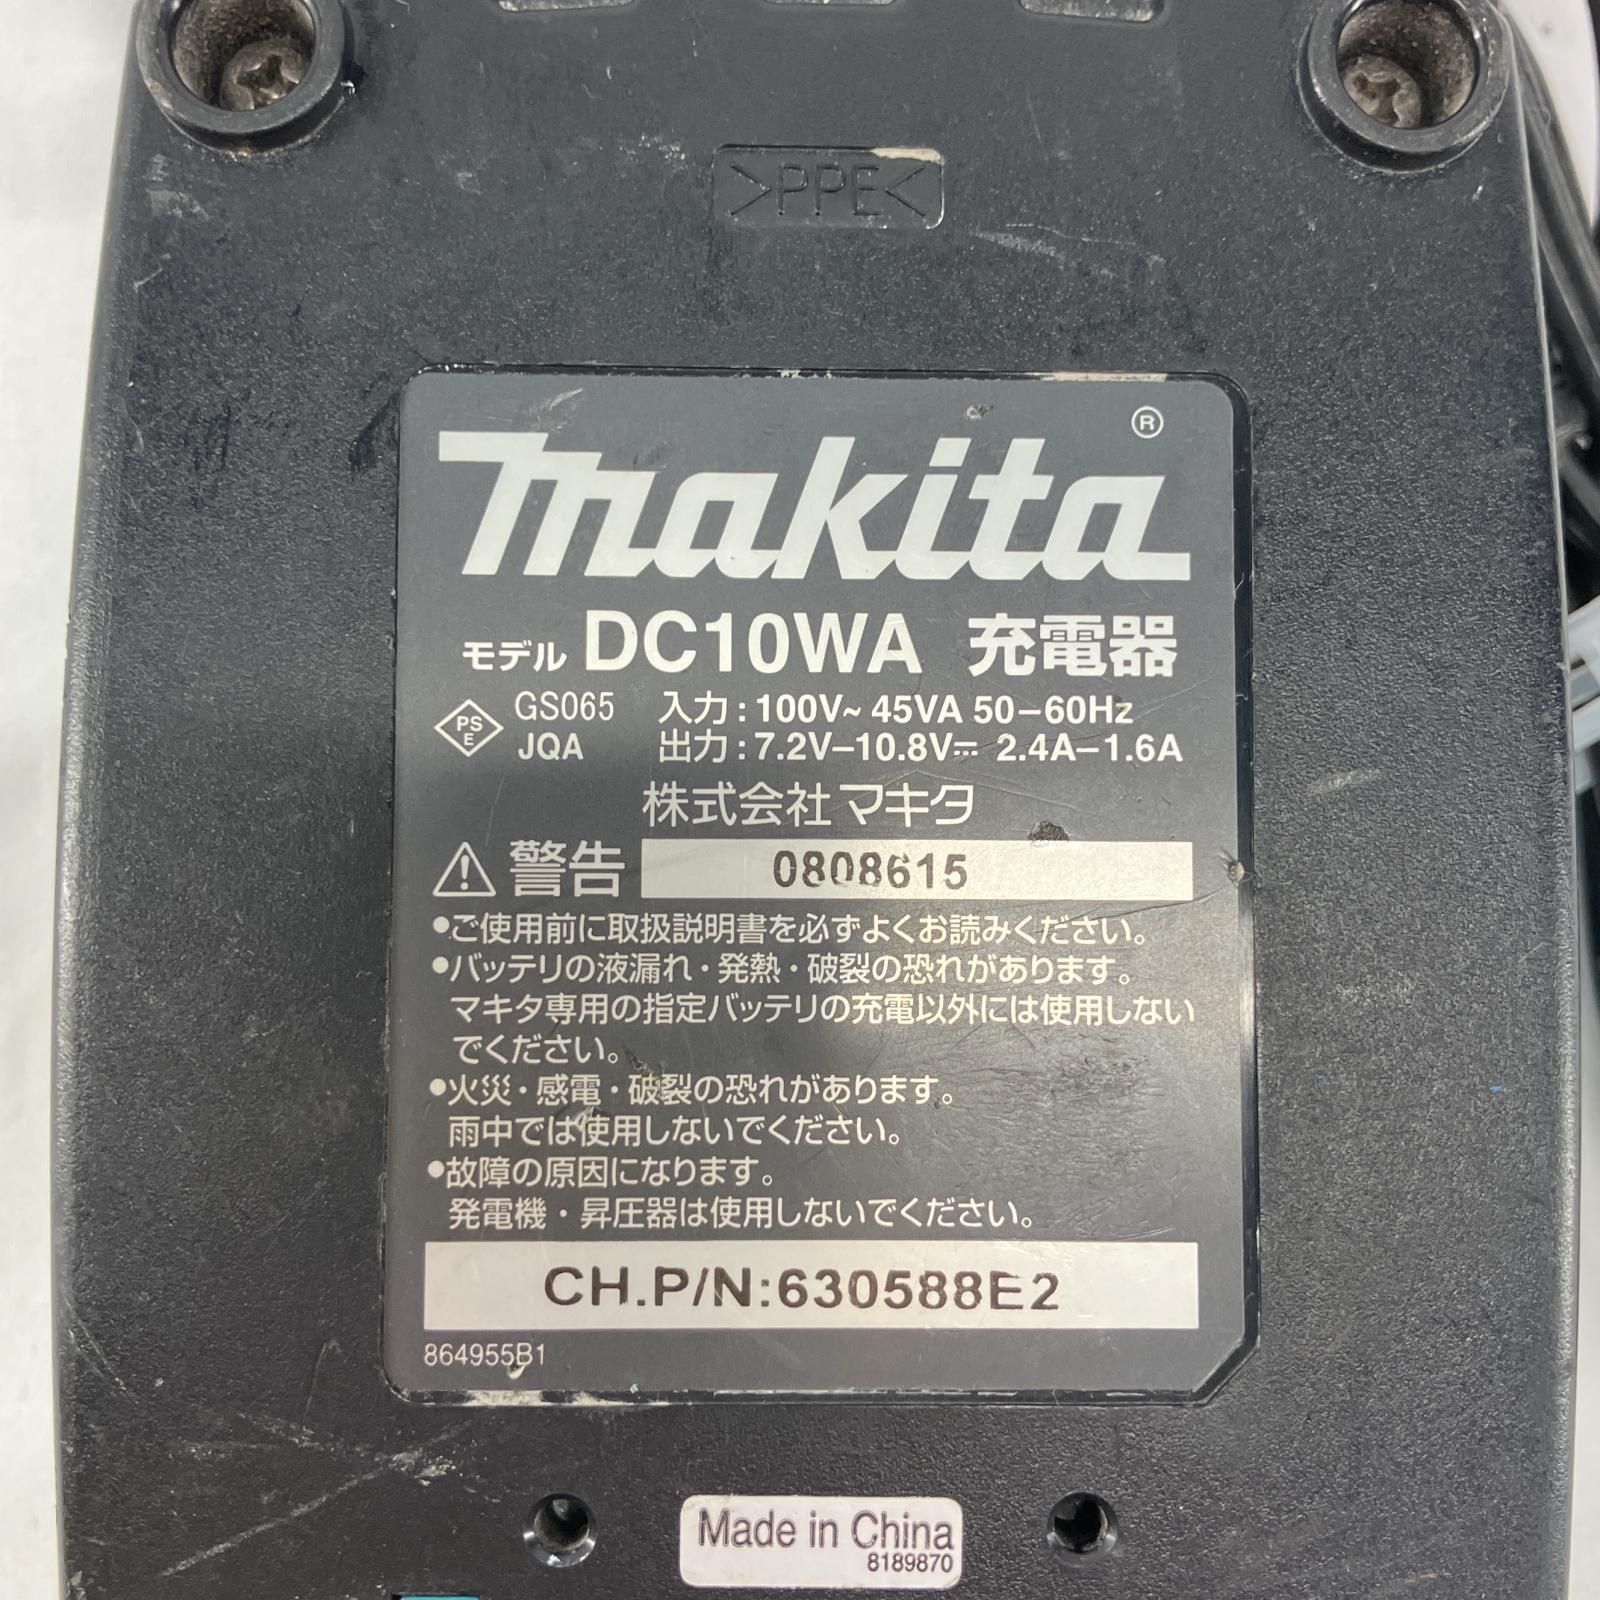 >PPE<
makita®
モデル DC10WA 充電器
PSE GS065 入力:100V~ 45VA 50-60Hz
JQA 出力:7.2V-10.8V⎓ 2.4A-1.6A
株式会社マキタ
警告 0808615
●ご使用前に取扱説明書を必ずよくお読みください。
●バッテリの液漏れ・発熱・破裂の恐れがあります。
マキタ専用の指定バッテリの充電以外には使用しない
でください。
●火災・感電・破裂の恐れがあります。
雨中では使用しないでください。
●故障の原因になります。
発電機・昇圧器は使用しないでください。
CH.P/N:630588E2
864955B1
Made in China
8189870